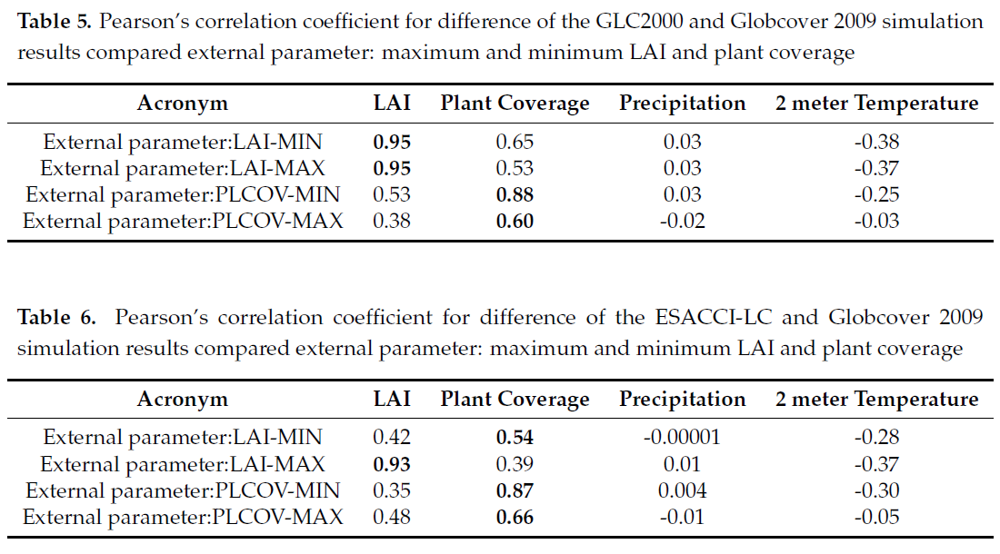 Table 5. Pearson’s correlation coefficient for difference of the GLC2000 and Globcover 2009 simulation
results compared external parameter: maximum and minimum LAI and plant coverage
Acronym LAI Plant Coverage Precipitation 2 meter Temperature
External parameter:LAI-MIN 0.95 0.65 0.03 -0.38
External parameter:LAI-MAX 0.95 0.53 0.03 -0.37
External parameter:PLCOV-MIN 0.53 0.88 0.03 -0.25
External parameter:PLCOV-MAX 0.38 0.60 -0.02 -0.03
Table 6. Pearson’s correlation coefficient for difference of the ESACCI-LC and Globcover 2009
simulation results compared external parameter: maximum and minimum LAI and plant coverage
Acronym LAI Plant Coverage Precipitation 2 meter Temperature
External parameter:LAI-MIN 0.42 0.54 -0.00001 -0.28
External parameter:LAI-MAX 0.93 0.39 0.01 -0.37
External parameter:PLCOV-MIN 0.35 0.87 0.004 -0.30
External parameter:PLCOV-MAX 0.48 0.66 -0.01 -0.05